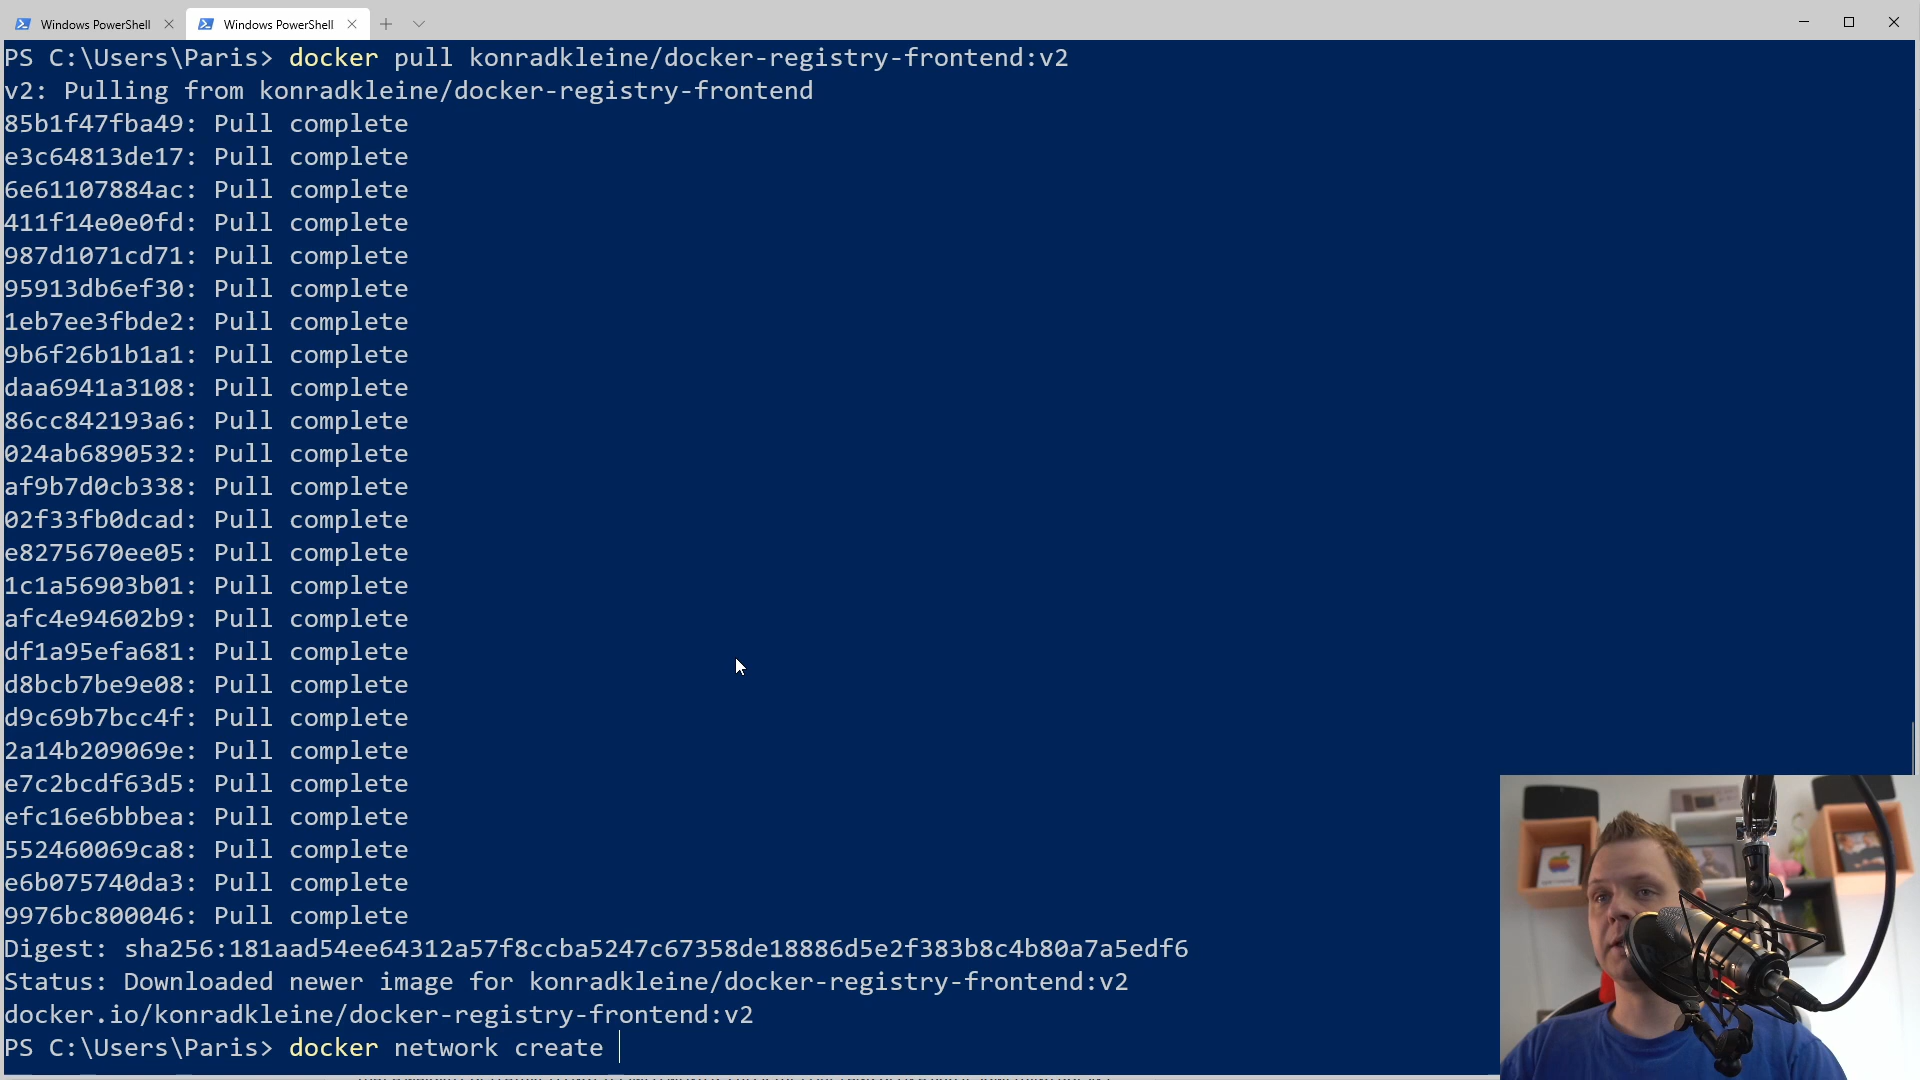 Windows PowerShell
Windows PowerShell
PS C:\Users\Paris> docker pull konradkleine/docker-registry-frontend:v2
v2: Pulling from konradkleine/docker-registry-frontend
85b1f47fba49: Pull complete
e3c64813de17: Pull complete
6e61107884ac: Pull complete
411f14e0e0fd: Pull complete
987d1071cd71: Pull complete
95913db6ef30: Pull complete
1eb7ee3fbde2: Pull complete
9b6f26b1b1a1: Pull complete
daa6941a3108: Pull complete
86cc842193a6: Pull complete
024ab6890532: Pull complete
af9b7d0cb338: Pull complete
02f33fb0dcad: Pull complete
e8275670ee05: Pull complete
1c1a56903b01: Pull complete
afc4e94602b9: Pull complete
df1a95efa681: Pull complete
d8bcb7be9e08: Pull complete
d9c69b7bcc4f: Pull complete
2a14b209069e: Pull complete
e7c2bcdf63d5: Pull complete
efc16e6bbbea: Pull complete
552460069ca8: Pull complete
e6b075740da3: Pull complete
9976bc800046: Pull complete
Digest: sha256:181aad54ee64312a57f8ccba5247c67358de18886d5e2f383b8c4b80a7a5edf6
Status: Downloaded newer image for konradkleine/docker-registry-frontend:v2
docker.io/konradkleine/docker-registry-frontend:v2
PS C:\Users\Paris> docker network create